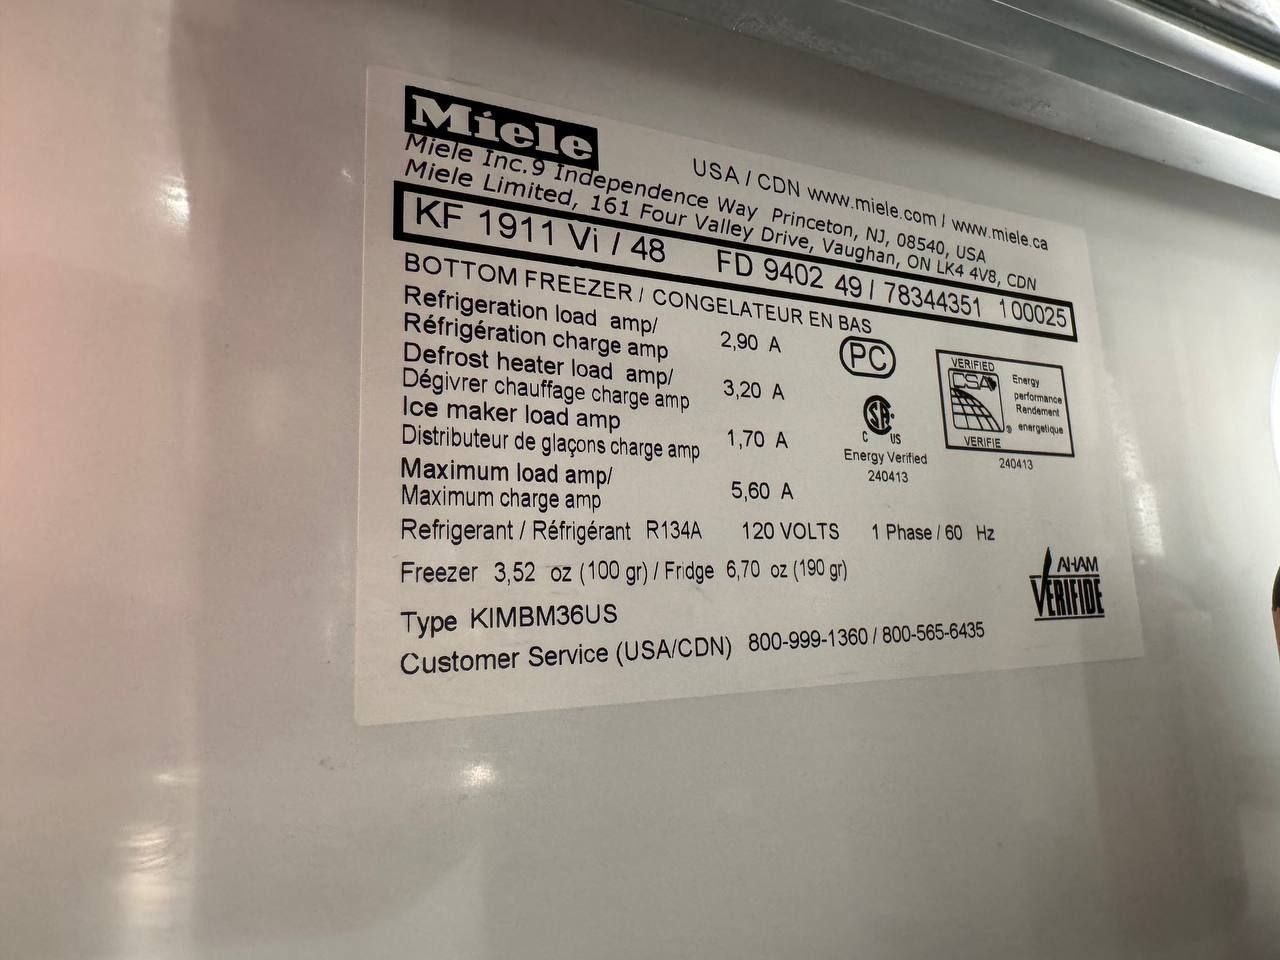 Miele
USA / CDN www.miele.com / www.miele.ca
Miele Inc.9 Independence Way Princeton, NJ, 08540, USA
Miele Limited, 161 Four Valley Drive, Vaughan, ON LK4 4V8, CDN
KF 1911 Vi / 48 FD 9402 49 / 78344351 100025
BOTTOM FREEZER / CONGELATEUR EN BAS
Refrigeration load amp/
Réfrigération charge amp 2,90 A
Defrost heater load amp/
Dégivrer chauffage charge amp 3,20 A
Ice maker load amp
Distributeur de glaçons charge amp 1,70 A
Maximum load amp/
Maximum charge amp 5,60 A
PC
SA
C US
Energy Verified
240413
VERIFIED
CSA
Energy
performance
Rendement
energetique
®
VERIFIE
240413
Refrigerant / Réfrigérant R134A 120 VOLTS 1 Phase / 60 Hz
Freezer 3,52 oz (100 gr) / Fridge 6,70 oz (190 gr)
AHAM
VERIFIDE
Type KIMBM36US
Customer Service (USA/CDN) 800-999-1360 / 800-565-6435